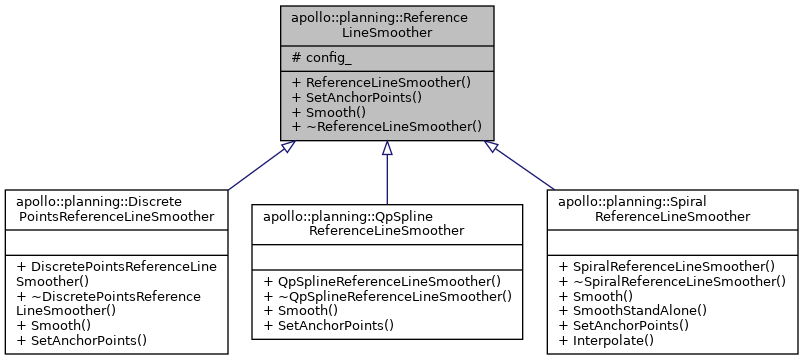 apollo::planning::Reference
LineSmoother
# config_
+ ReferenceLineSmoother()
+ SetAnchorPoints()
+ Smooth()
+ ~ReferenceLineSmoother()
apollo::planning::Discrete
PointsReferenceLineSmoother
+ DiscretePointsReferenceLine
Smoother()
+ ~DiscretePointsReference
LineSmoother()
+ Smooth()
+ SetAnchorPoints()
apollo::planning::QpSpline
ReferenceLineSmoother
+ QpSplineReferenceLineSmoother()
+ ~QpSplineReferenceLineSmoother()
+ Smooth()
+ SetAnchorPoints()
apollo::planning::Spiral
ReferenceLineSmoother
+ SpiralReferenceLineSmoother()
+ ~SpiralReferenceLineSmoother()
+ Smooth()
+ SmoothStandAlone()
+ SetAnchorPoints()
+ Interpolate()